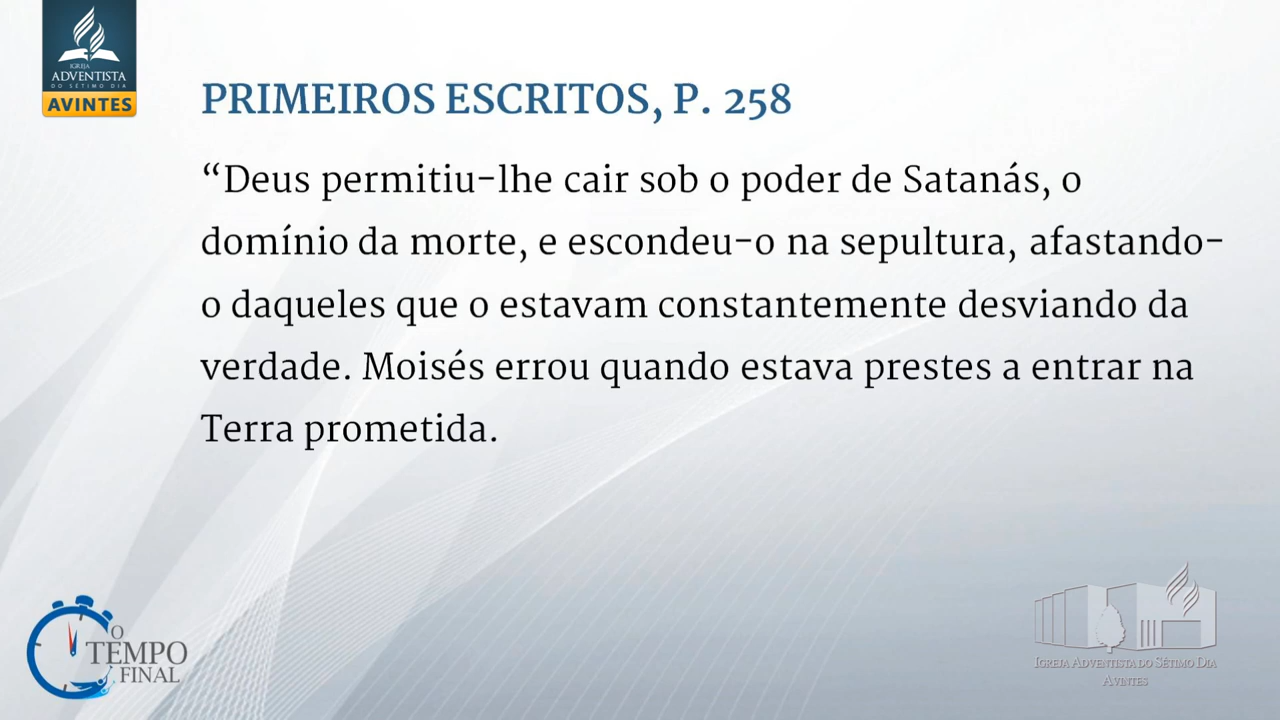 IGREJA
ADVENTISTA
DO SÉTIMO DIA
AVINTES
PRIMEIROS ESCRITOS, P. 258
“Deus permitiu-lhe cair sob o poder de Satanás, o
domínio da morte, e escondeu-o na sepultura, afastando-
o daqueles que o estavam constantemente desviando da
verdade. Moisés errou quando estava prestes a entrar na
Terra prometida.
O
TEMPO
FINAL
IGREJA ADVENTISTA DO SÉTIMO DIA
AVINTES